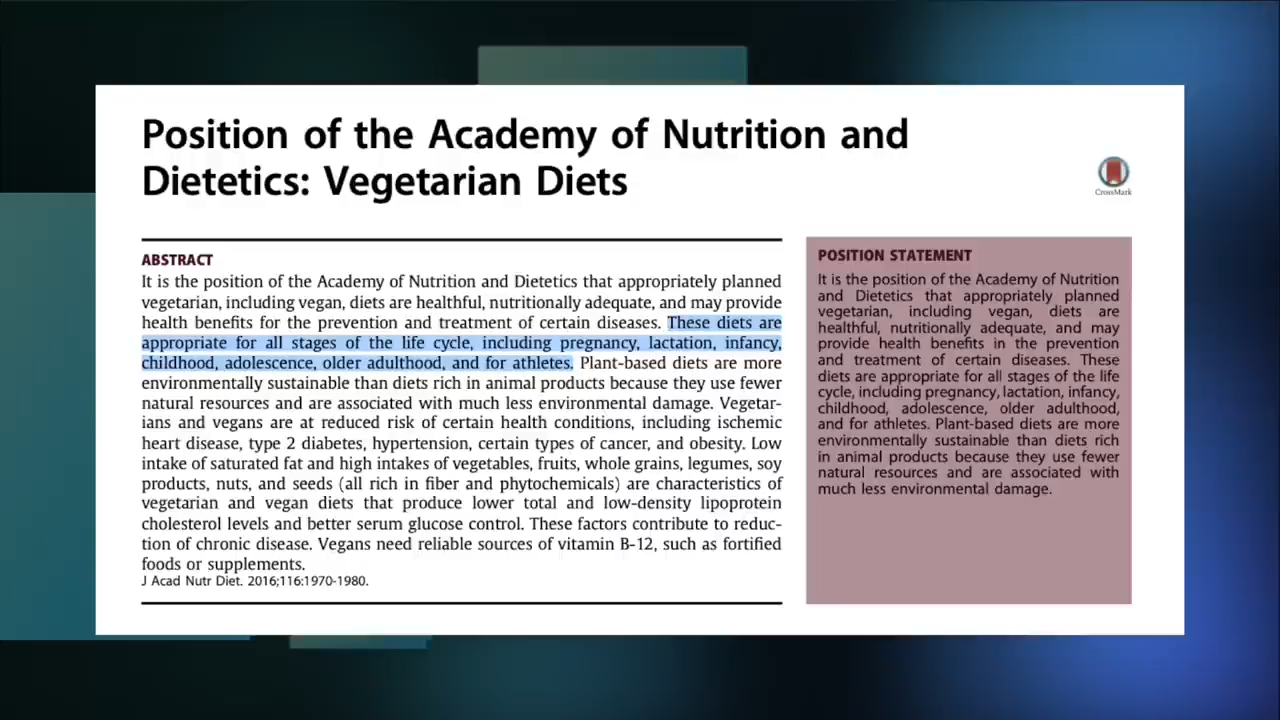 Position of the Academy of Nutrition and
Dietetics: Vegetarian Diets
CrossMark
ABSTRACT
It is the position of the Academy of Nutrition and Dietetics that appropriately planned
vegetarian, including vegan, diets are healthful, nutritionally adequate, and may provide
health benefits for the prevention and treatment of certain diseases. These diets are
appropriate for all stages of the life cycle, including pregnancy, lactation, infancy,
childhood, adolescence, older adulthood, and for athletes. Plant-based diets are more
environmentally sustainable than diets rich in animal products because they use fewer
natural resources and are associated with much less environmental damage. Vegetar-
ians and vegans are at reduced risk of certain health conditions, including ischemic
heart disease, type 2 diabetes, hypertension, certain types of cancer, and obesity. Low
intake of saturated fat and high intakes of vegetables, fruits, whole grains, legumes, soy
products, nuts, and seeds (all rich in fiber and phytochemicals) are characteristics of
vegetarian and vegan diets that produce lower total and low-density lipoprotein
cholesterol levels and better serum glucose control. These factors contribute to reduc-
tion of chronic disease. Vegans need reliable sources of vitamin B-12, such as fortified
foods or supplements.
J Acad Nutr Diet. 2016;116:1970-1980.
POSITION STATEMENT
It is the position of the Academy of Nutrition
and Dietetics that appropriately planned
vegetarian, including vegan, diets are
healthful, nutritionally adequate, and may
provide health benefits in the prevention
and treatment of certain diseases. These
diets are appropriate for all stages of the life
cycle, including pregnancy, lactation, infancy,
childhood, adolescence, older adulthood,
and for athletes. Plant-based diets are more
environmentally sustainable than diets rich
in animal products because they use fewer
natural resources and are associated with
much less environmental damage.